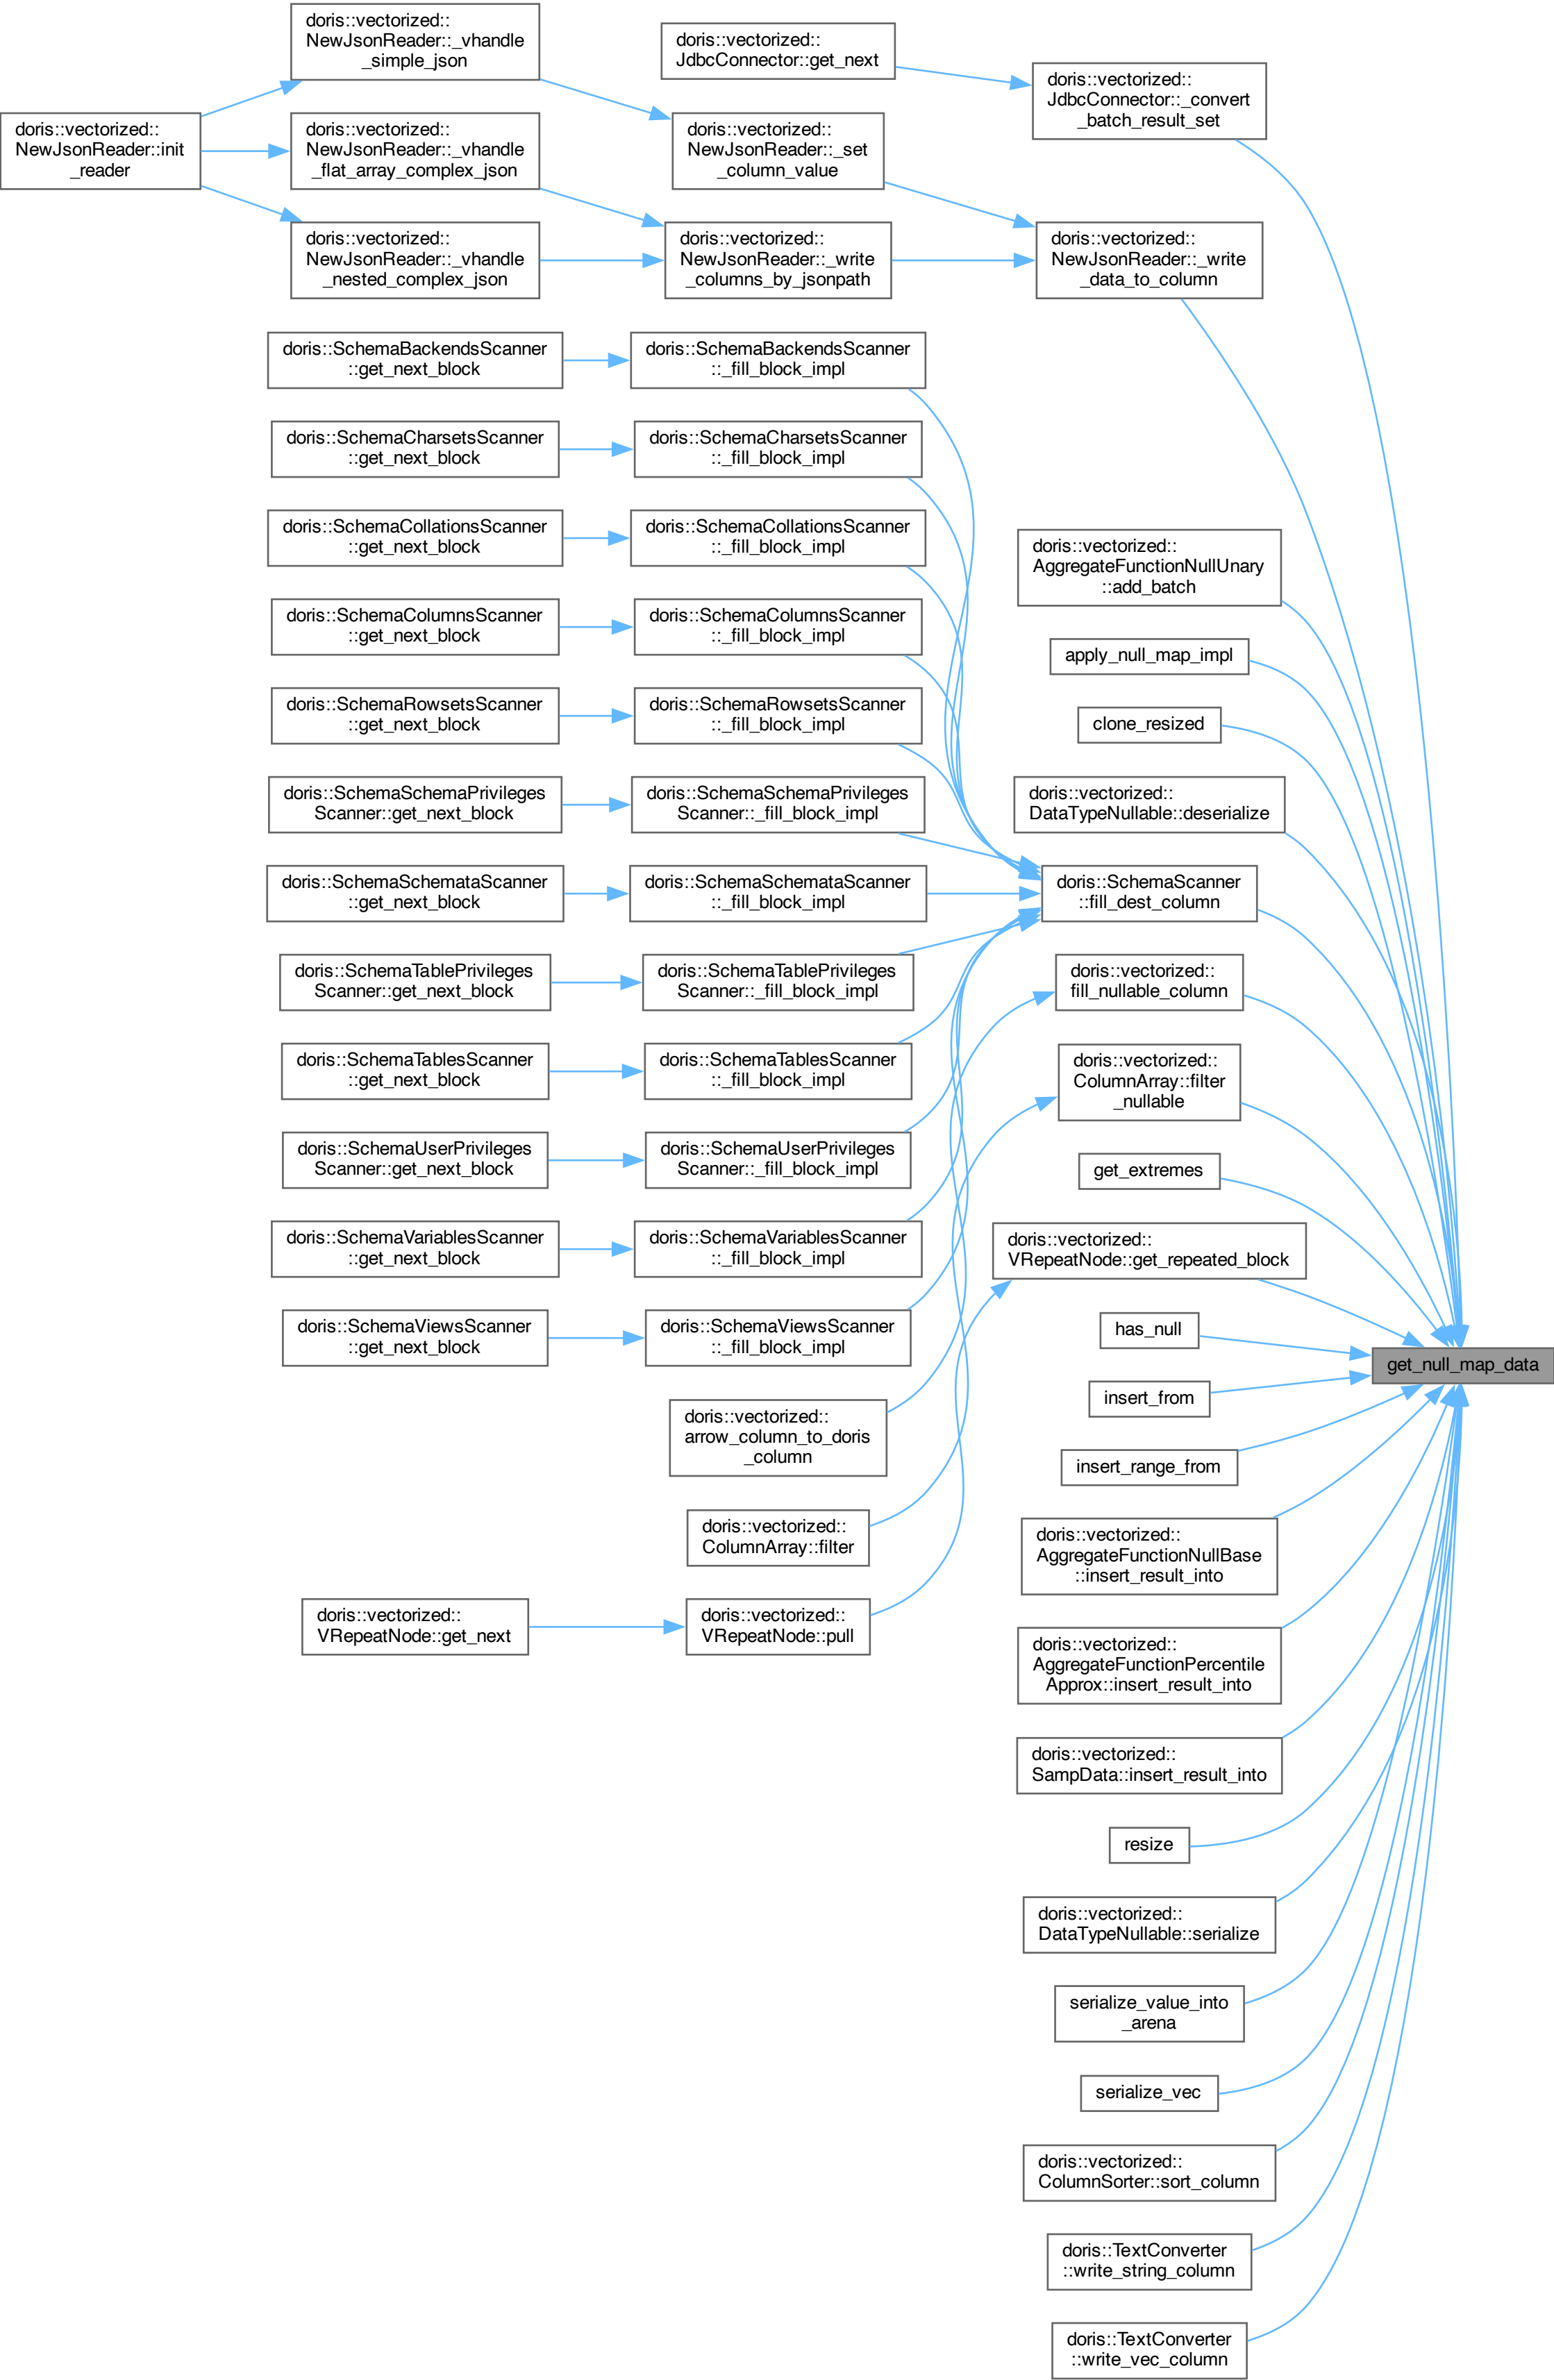 doris::vectorized::
NewJsonReader::init
_reader
doris::vectorized::
NewJsonReader::_vhandle
_simple_json
doris::vectorized::
NewJsonReader::_vhandle
_flat_array_complex_json
doris::vectorized::
NewJsonReader::_vhandle
_nested_complex_json
doris::vectorized::
JdbcConnector::get_next
doris::vectorized::
NewJsonReader::_set
_column_value
doris::vectorized::
NewJsonReader::_write
_columns_by_jsonpath
doris::vectorized::
JdbcConnector::_convert
_batch_result_set
doris::vectorized::
NewJsonReader::_write
_data_to_column
doris::SchemaBackendsScanner
::get_next_block
doris::SchemaBackendsScanner
::_fill_block_impl
doris::SchemaCharsetsScanner
::get_next_block
doris::SchemaCharsetsScanner
::_fill_block_impl
doris::SchemaCollationsScanner
::get_next_block
doris::SchemaCollationsScanner
::_fill_block_impl
doris::SchemaColumnsScanner
::get_next_block
doris::SchemaColumnsScanner
::_fill_block_impl
doris::SchemaRowsetsScanner
::get_next_block
doris::SchemaRowsetsScanner
::_fill_block_impl
doris::SchemaSchemaPrivileges
Scanner::get_next_block
doris::SchemaSchemaPrivileges
Scanner::_fill_block_impl
doris::SchemaSchemataScanner
::get_next_block
doris::SchemaSchemataScanner
::_fill_block_impl
doris::SchemaTablePrivileges
Scanner::get_next_block
doris::SchemaTablePrivileges
Scanner::_fill_block_impl
doris::SchemaTablesScanner
::get_next_block
doris::SchemaTablesScanner
::_fill_block_impl
doris::SchemaUserPrivileges
Scanner::get_next_block
doris::SchemaUserPrivileges
Scanner::_fill_block_impl
doris::SchemaVariablesScanner
::get_next_block
doris::SchemaVariablesScanner
::_fill_block_impl
doris::SchemaViewsScanner
::get_next_block
doris::SchemaViewsScanner
::_fill_block_impl
doris::vectorized::
arrow_column_to_doris
_column
doris::vectorized::
ColumnArray::filter
doris::vectorized::
VRepeatNode::get_next
doris::vectorized::
VRepeatNode::pull
doris::vectorized::
AggregateFunctionNullUnary
::add_batch
apply_null_map_impl
clone_resized
doris::vectorized::
DataTypeNullable::deserialize
doris::SchemaScanner
::fill_dest_column
doris::vectorized::
fill_nullable_column
doris::vectorized::
ColumnArray::filter
_nullable
get_extremes
doris::vectorized::
VRepeatNode::get_repeated_block
has_null
insert_from
insert_range_from
doris::vectorized::
AggregateFunctionNullBase
::insert_result_into
doris::vectorized::
AggregateFunctionPercentile
Approx::insert_result_into
doris::vectorized::
SampData::insert_result_into
resize
doris::vectorized::
DataTypeNullable::serialize
serialize_value_into
_arena
serialize_vec
doris::vectorized::
ColumnSorter::sort_column
doris::TextConverter
::write_string_column
doris::TextConverter
::write_vec_column
get_null_map_data